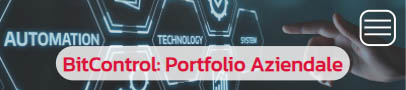 AUTOMATION
TECHNOLOGY
SYSTEM
BitControl: Portfolio Aziendale